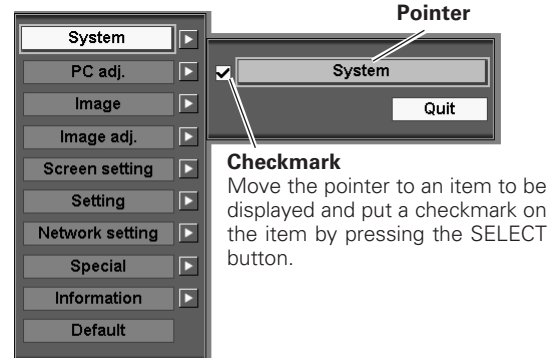 Pointer
System
PC adj.
Image
Image adj.
Screen setting
Setting
Network setting
Special
Information
Default
System
Quit
Checkmark
Move the pointer to an item to be
displayed and put a checkmark on
the item by pressing the SELECT
button.